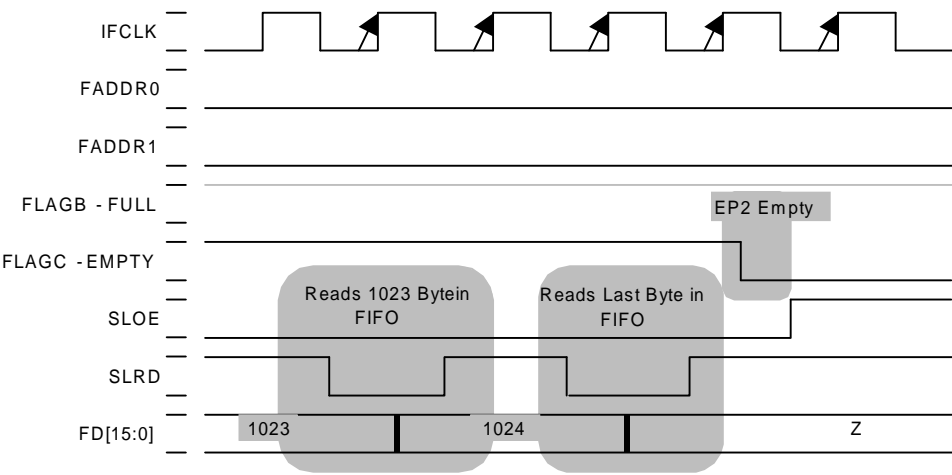 IFCLK
FADDR0
FADDR1
FLAGB - FULL
EP2 Empty
FLAGC - EMPTY
Reads 1023 Bytein
FIFO
Reads Last Byte in
FIFO
SLOE
SLRD
FD[15:0]
1023
1024
Z